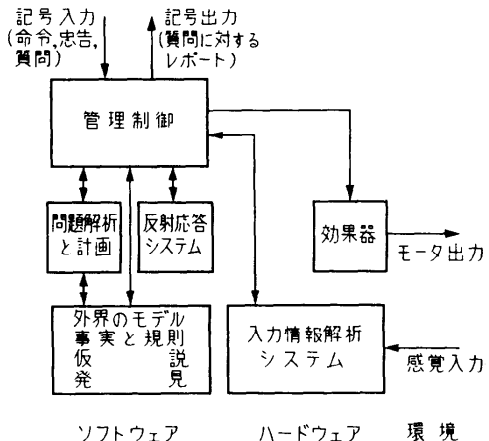 記号入力
(命令,忠告,
質問)
記号出力
(質問に対する
レポート)
管理制御
問題解析
と計画
反射応答
システム
効果器
モータ出力
外界のモデル
事実と規則
仮説
発見
入力情報解析
システム
感覚入力
ソフトウェア
ハードウェア
環境